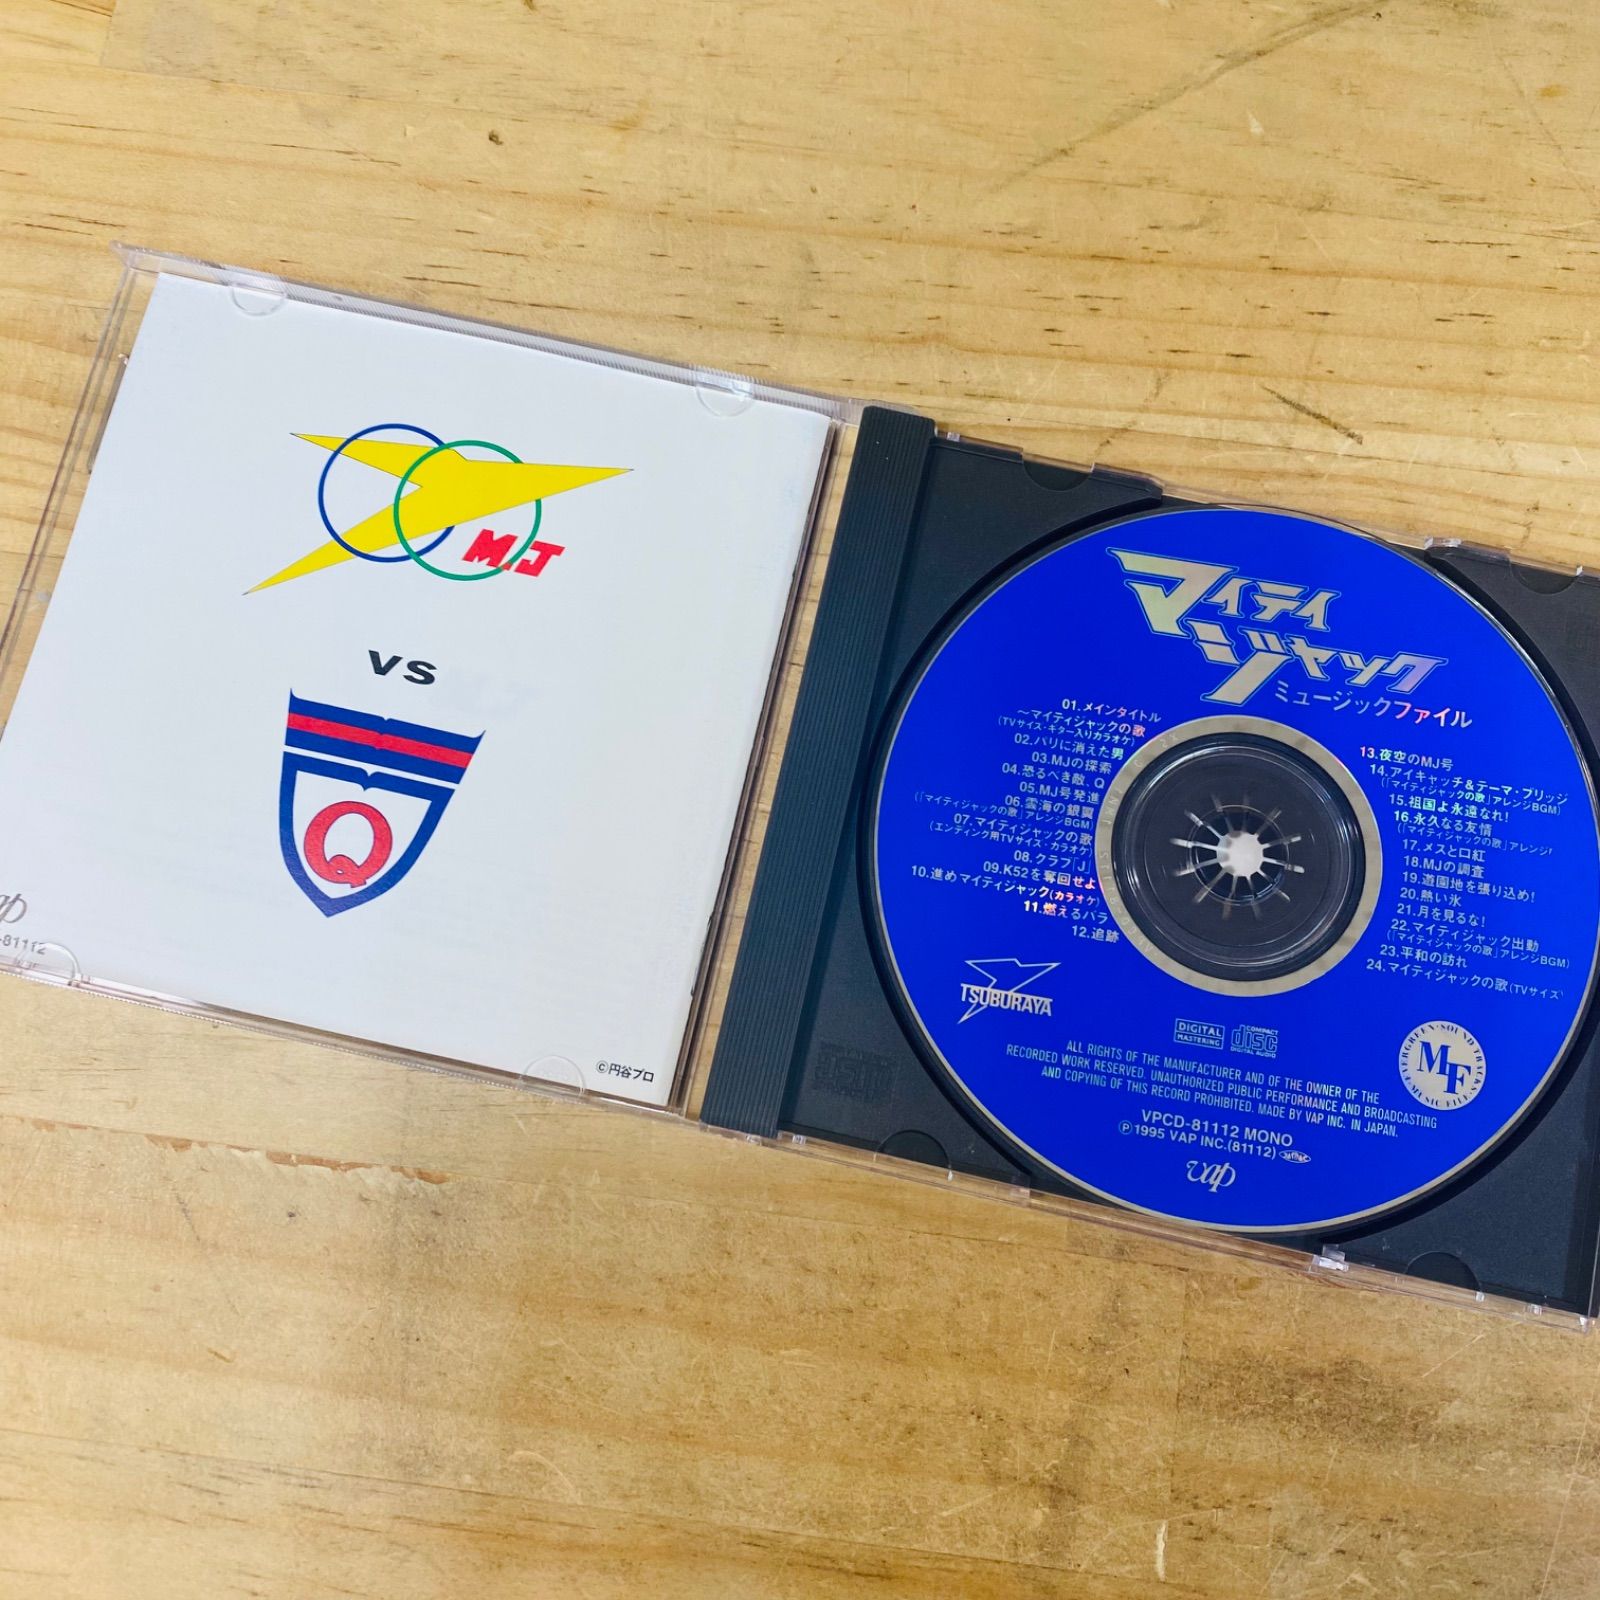 M.J
vs
Q
vap
-81112
©円谷プロ
マイティ
ジャック
ミュージックファイル
01.メインタイトル
〜マイティジャックの歌
(TVサイズ・ギター入りカラオケ)
02.パリに消えた男
03.MJの探索
04.恐るべき敵、Q
05.MJ号発進
06.雲海の銀翼
(「マイティジャックの歌」アレンジBGM)
07.マイティジャックの歌
(エンディング用TVサイズ・カラオケ)
08.クラブ「J」
09.K52を奪回せよ
10.進めマイティジャック(カラオケ)
11.燃えるバラ
12.追跡
13.夜空のMJ号
14.アイキャッチ&テーマ・ブリッジ
(「マイティジャックの歌」アレンジBGM)
15.祖国よ永遠なれ!
16.永久なる友情
(「マイティジャックの歌」アレンジ
17.メスと口紅
18.MJの調査
19.遊園地を張り込め!
20.熱い氷
21.月を見るな!
22.マイティジャック出動
(「マイティジャックの歌」アレンジBGM)
23.平和の訪れ
24.マイティジャックの歌(TVサイズ
TSUBURAYA
DIGITAL
MASTERING
COMPACT
disc
DIGITAL AUDIO
EVERGREEN・SOUND TRACKS
MF
MUSIC FILE
ALL RIGHTS OF THE MANUFACTURER AND OF THE OWNER OF THE
RECORDED WORK RESERVED. UNAUTHORIZED PUBLIC PERFORMANCE AND BROADCASTING
AND COPYING OF THIS RECORD PROHIBITED. MADE BY VAP INC. IN JAPAN.
VPCD-81112 MONO
Ⓟ1995 VAP INC.(81112)
vap